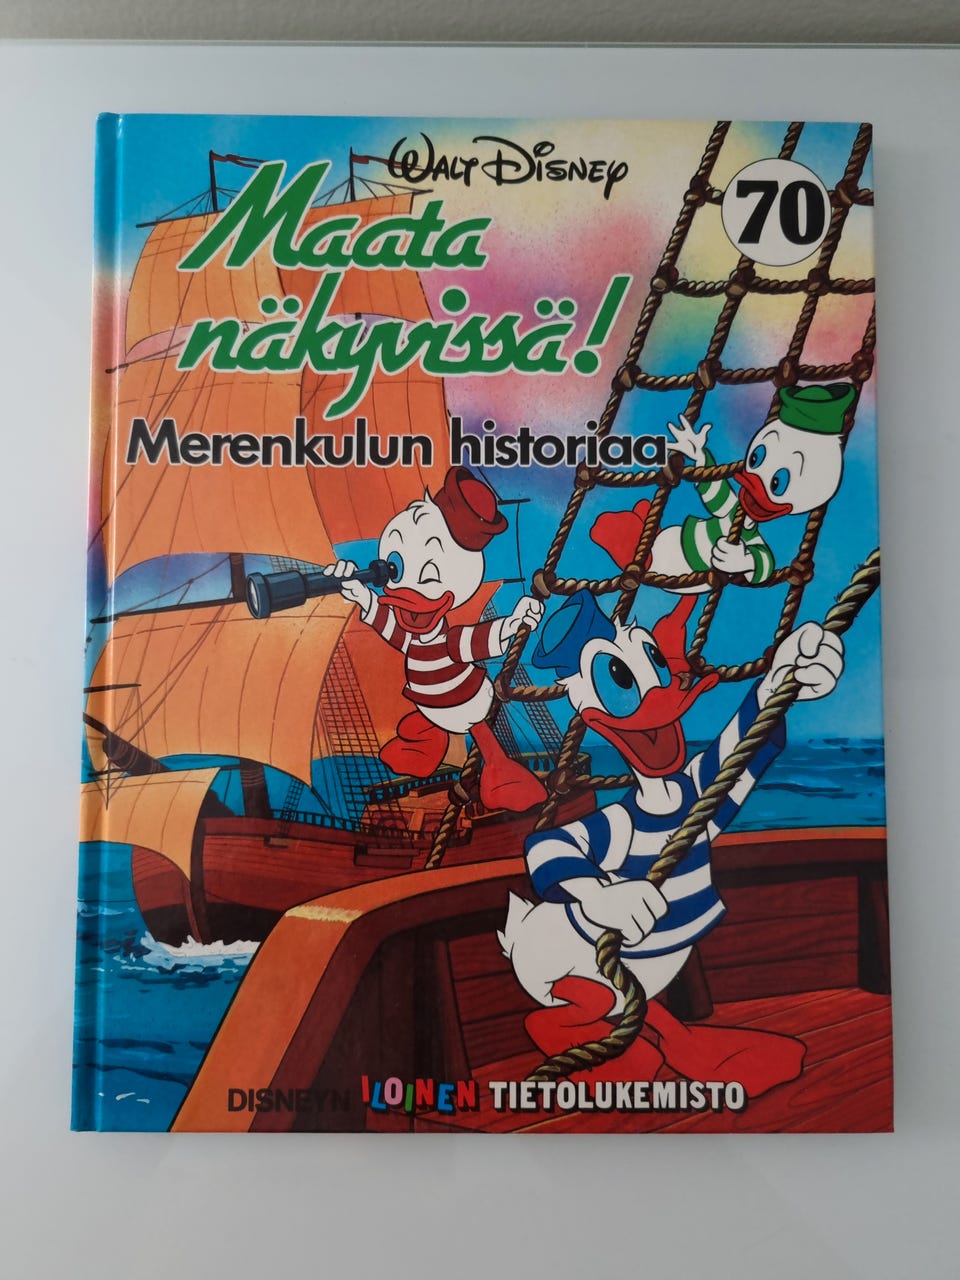 WALT DISNEY
70
Maata
näkyvissä!
Merenkulun historiaa
DISNEYN ILOINEN TIETOLUKEMISTO